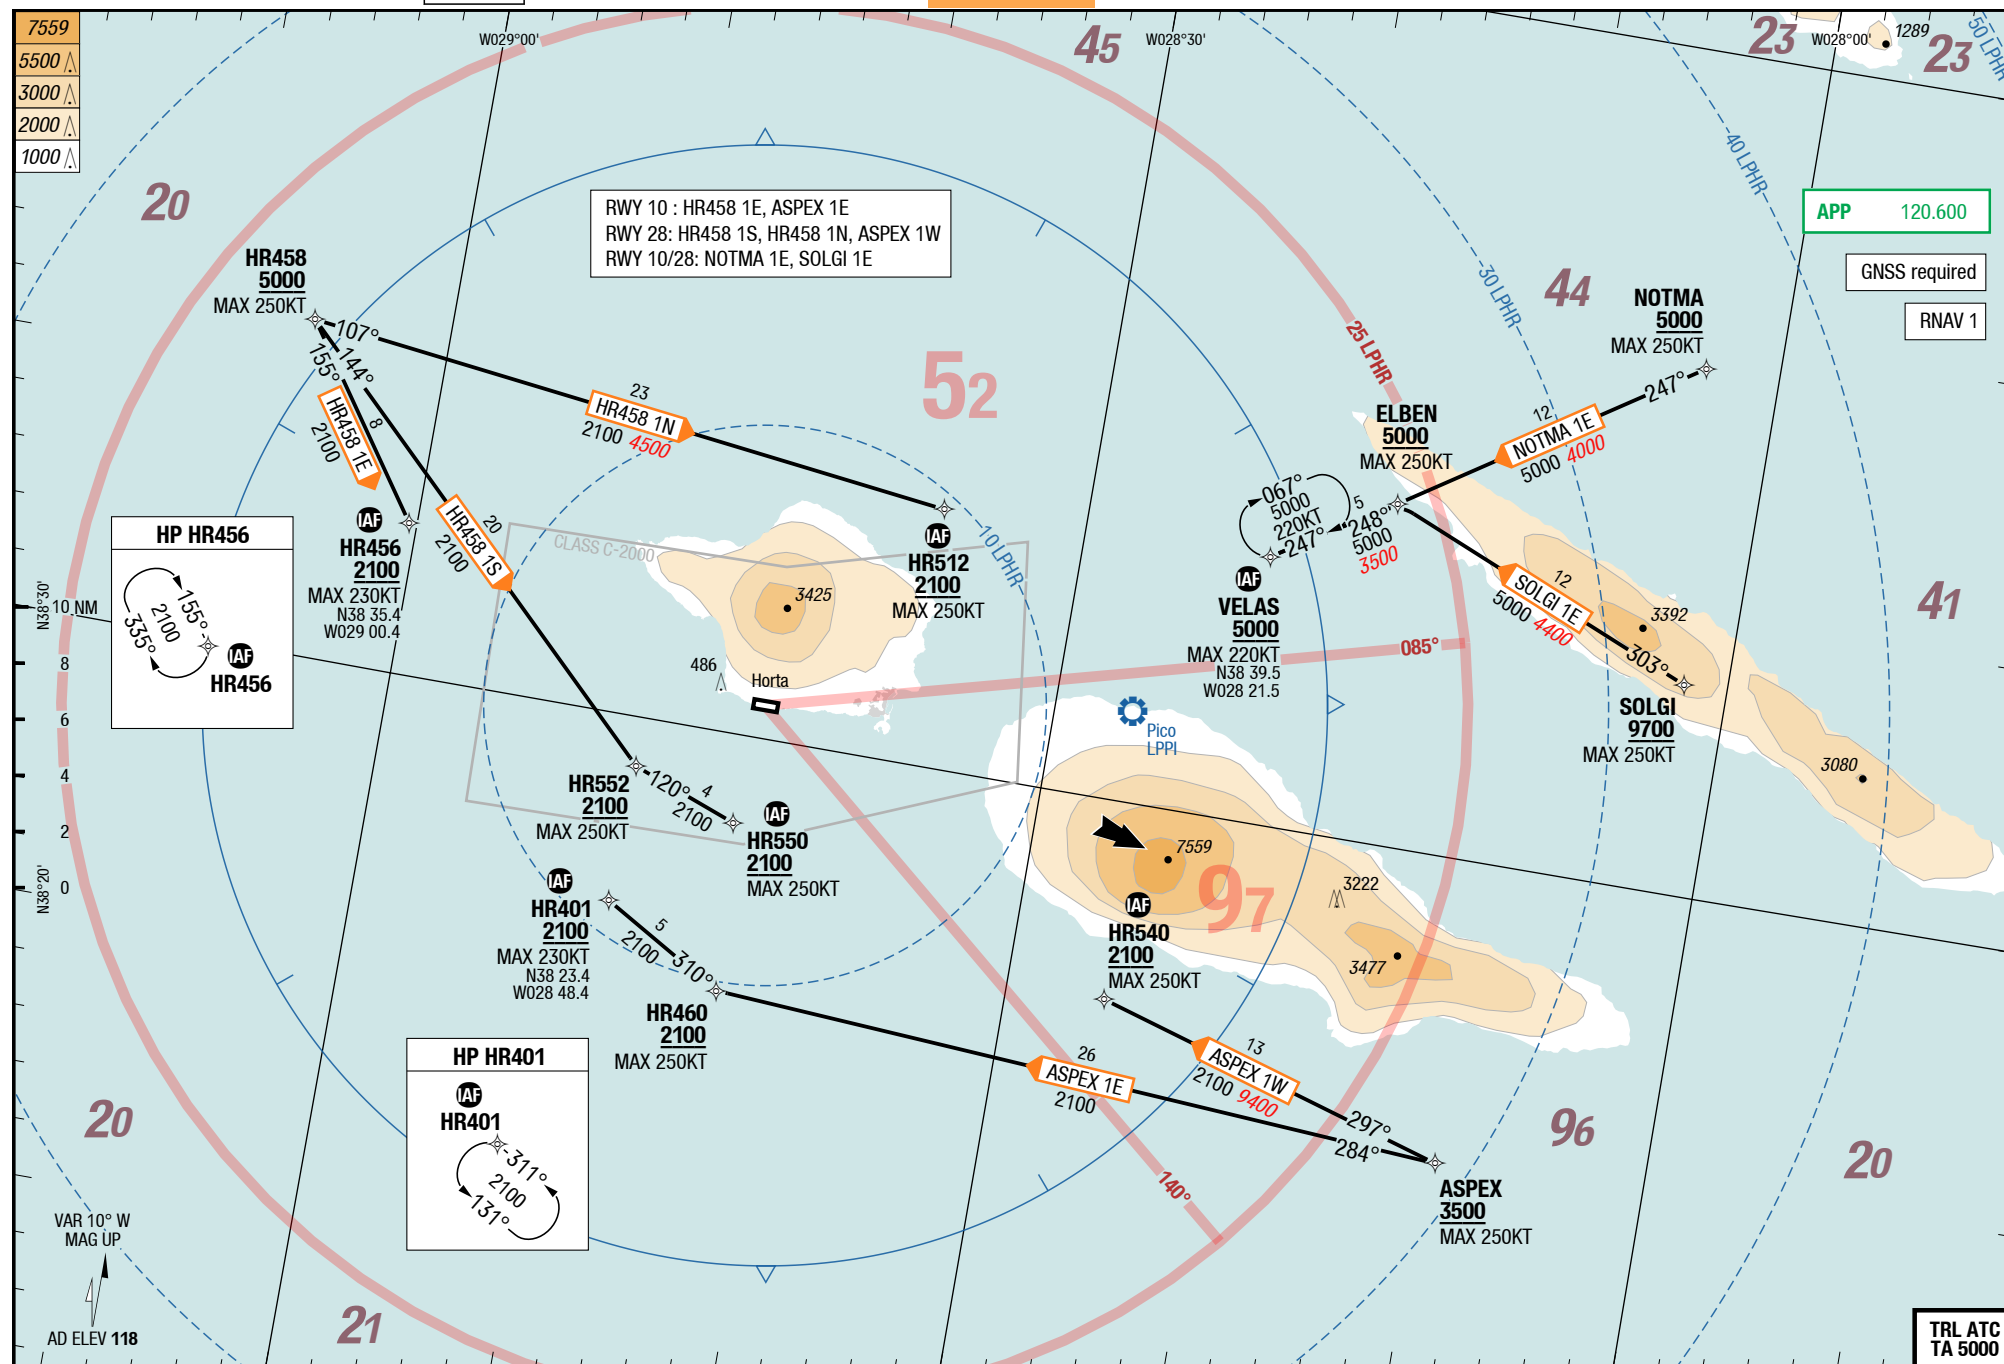 7559
5500
3000
2000
1000
W029°00'
45
W028°30'
23
W028°00'
1289
23
50 LPHR
40 LPHR
30 LPHR
20
RWY 10 : HR458 1E, ASPEX 1E
RWY 28: HR458 1S, HR458 1N, ASPEX 1W
RWY 10/28: NOTMA 1E, SOLGI 1E
APP 120.600
GNSS required
RNAV 1
HR458
5000
MAX 250KT
107°
144°
155°
8
HR458 1E
2100
23
HR458 1N
2100 4500
52
25 LPHR
44
NOTMA
5000
MAX 250KT
247°
12
NOTMA 1E
5000 4000
ELBEN
5000
MAX 250KT
067°
5000
220KT
247°
5
248°
5000
3500
20
HR458 1S
2100
CLASS C-2000
10 LPHR
IAF
HR456
2100
MAX 230KT
N38 35.4
W029 00.4
HP HR456
155°
2100
335°
IAF
HR456
IAF
HR512
2100
MAX 250KT
IAF
VELAS
5000
MAX 220KT
N38 39.5
W028 21.5
12
SOLGI 1E
5000 4400
303°
3392
41
SOLGI
9700
MAX 250KT
3080
3425
486
Horta
085°
Pico
LPPI
N38°30'
10 NM
8
6
4
2
0
N38°20'
HR552
2100
MAX 250KT
120°
4
2100
IAF
HR550
2100
MAX 250KT
7559
97
3222
3477
IAF
HR401
2100
MAX 230KT
N38 23.4
W028 48.4
5
2100
310°
HR460
2100
MAX 250KT
IAF
HR540
2100
MAX 250KT
HP HR401
IAF
HR401
311°
2100
131°
26
ASPEX 1E
2100
13
ASPEX 1W
2100 9400
297°
284°
140°
96
20
ASPEX
3500
MAX 250KT
20
21
VAR 10° W
MAG UP
AD ELEV 118
TRL ATC
TA 5000